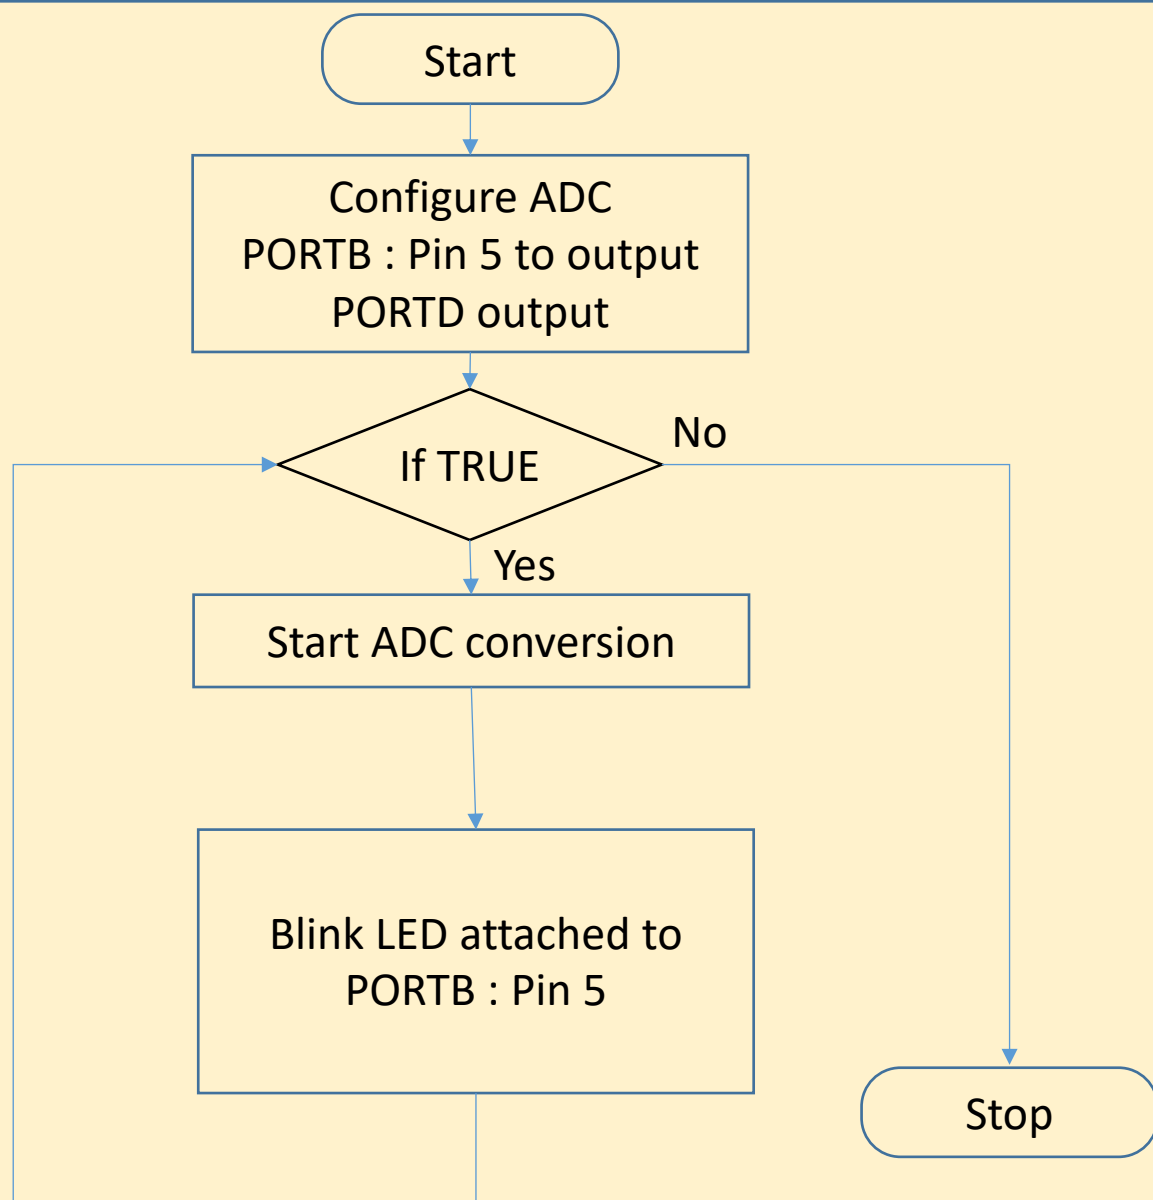 Start
Configure ADC
PORTB : Pin 5 to output
PORTD output
If TRUE
No
Yes
Start ADC conversion
Blink LED attached to
PORTB : Pin 5
Stop